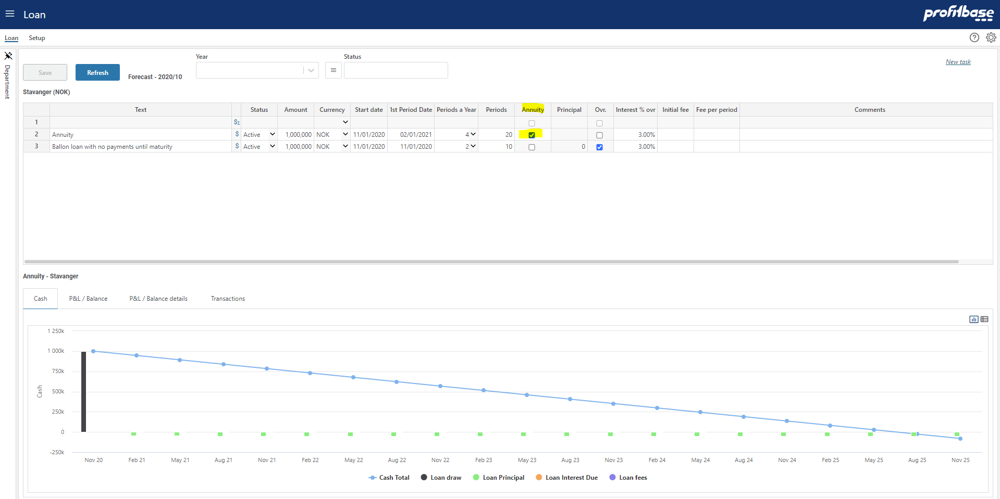 Loan
profitbase
Loan Setup
Department
Save Refresh Forecast - 2020/10 Year Status New task
Stavanger (NOK)
Text Status Amount Currency Start date 1st Period Date Periods a Year Periods Annuity Principal Ovr. Interest % ovr Initial fee Fee per period Comments
1 $Σ
2 Annuity $ Active 1,000,000 NOK 11/01/2020 02/01/2021 4 20 3.00%
3 Ballon loan with no payments until maturity $ Active 1,000,000 NOK 11/01/2020 11/01/2020 2 10 0 3.00%
Annuity - Stavanger
Cash P&L / Balance P&L / Balance details Transactions
Cash
1 250k
1 000k
750k
500k
250k
0
-250k
Nov 20 Feb 21 May 21 Aug 21 Nov 21 Feb 22 May 22 Aug 22 Nov 22 Feb 23 May 23 Aug 23 Nov 23 Feb 24 May 24 Aug 24 Nov 24 Feb 25 May 25 Aug 25 Nov 25
Cash Total Loan draw Loan Principal Loan Interest Due Loan fees